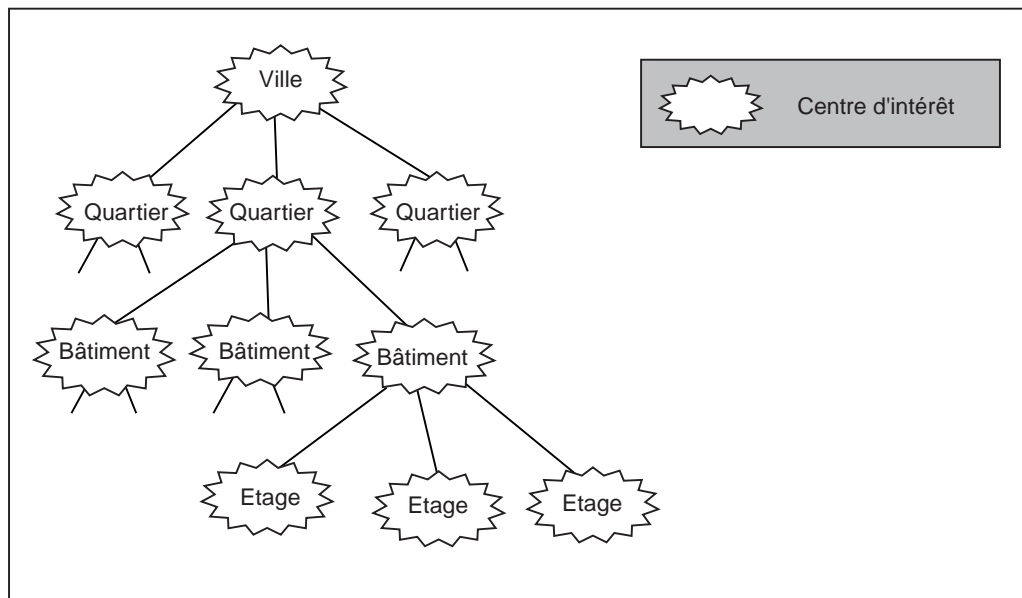 Ville
Centre d'intérêt
Quartier
Quartier
Quartier
Bâtiment
Bâtiment
Bâtiment
Etage
Etage
Etage